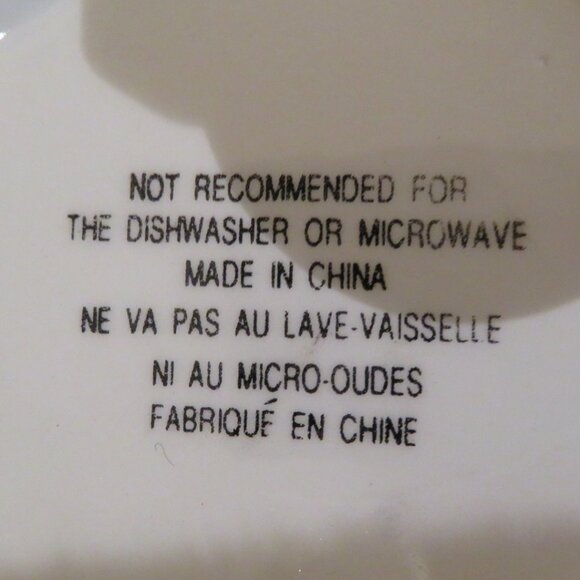 NOT RECOMMENDED FOR
THE DISHWASHER OR MICROWAVE
MADE IN CHINA
NE VA PAS AU LAVE-VAISSELLE
NI AU MICRO-OUDES
FABRIQUÉ EN CHINE